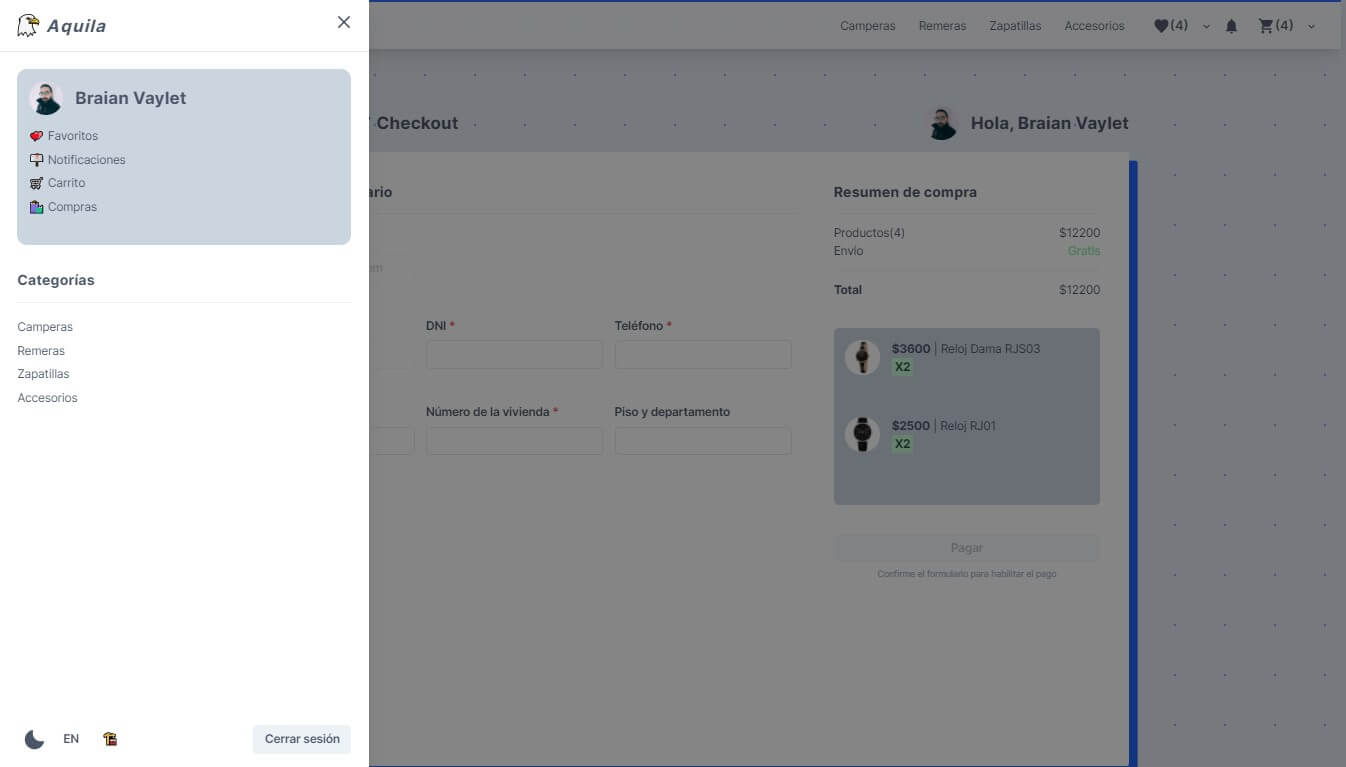 Aquila
Braian Vaylet
Favoritos
Notificaciones
Carrito
Compras
Categorías
Camperas
Remeras
Zapatillas
Accesorios
EN
Cerrar sesión
Camperas Remeras Zapatillas Accesorios (4) (4)
Checkout
Hola, Braian Vaylet
ario
om
DNI * Teléfono *
Número de la vivienda * Piso y departamento
Resumen de compra
Productos(4) $12200
Envío Gratis
Total $12200
$3600 | Reloj Dama RJS03
X2
$2500 | Reloj RJ01
X2
Pagar
Confirme el formulario para habilitar el pago